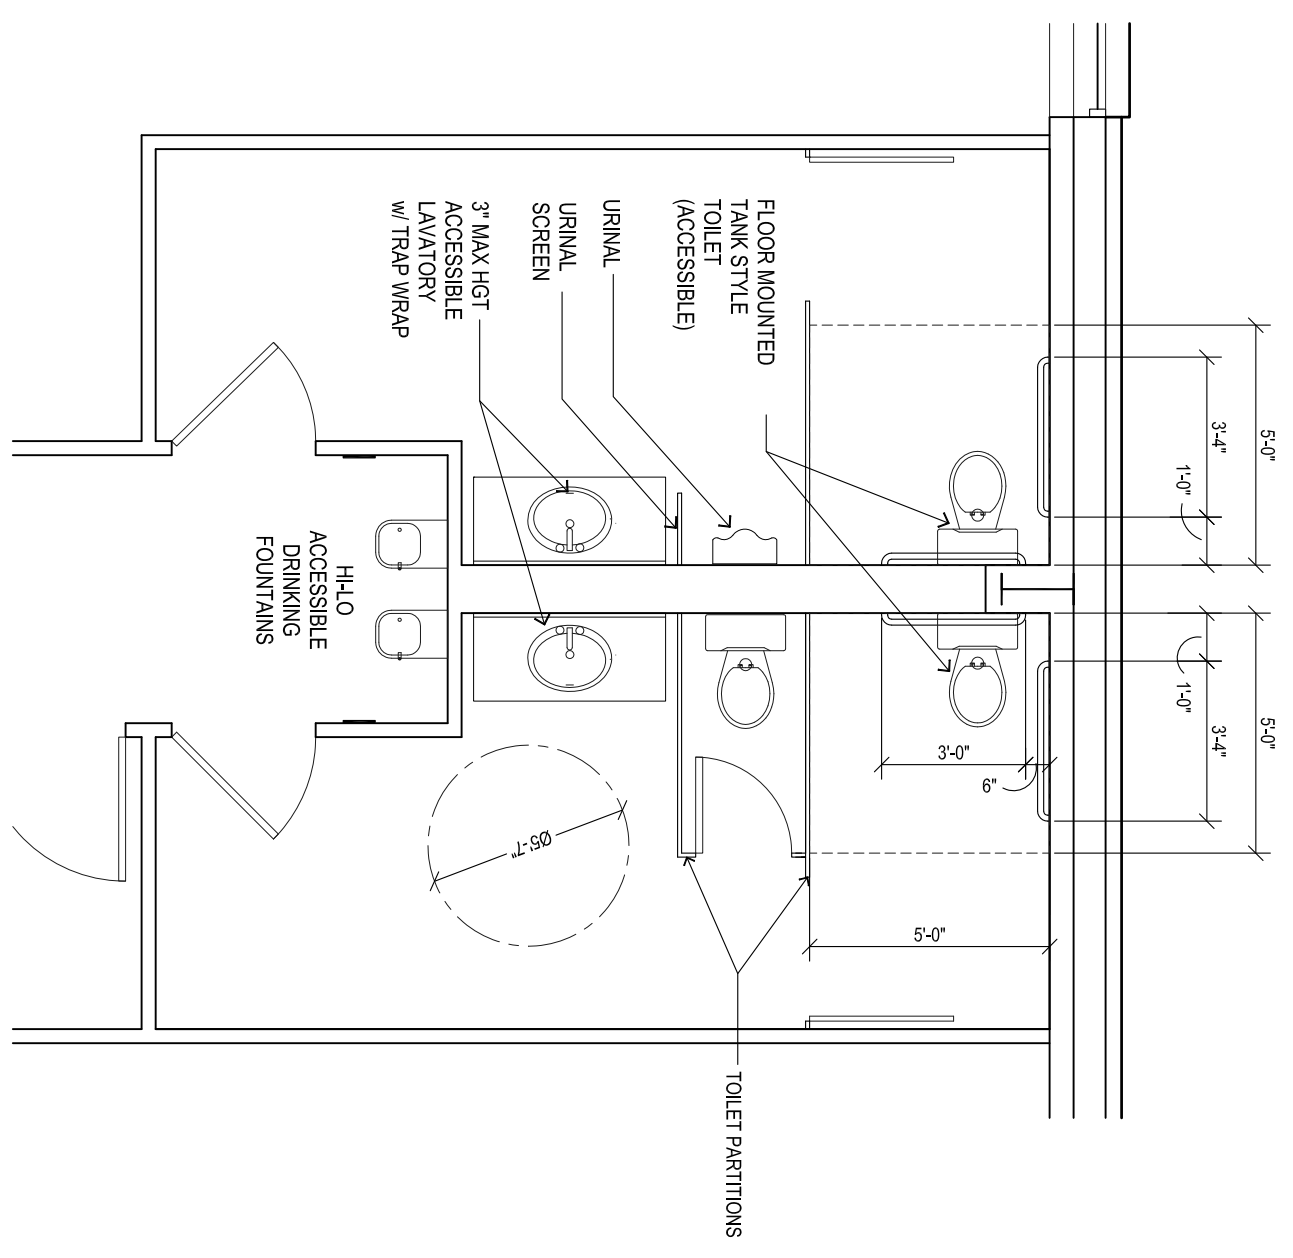 FLOOR MOUNTED
TANK STYLE
TOILET
(ACCESSIBLE)
URINAL
URINAL
SCREEN
3" MAX HGT
ACCESSIBLE
LAVATORY
w/ TRAP WRAP
HI-LO
ACCESSIBLE
DRINKING
FOUNTAINS
TOILET PARTITIONS
5'-0"
3'-4"
1'-0"
5'-0"
1'-0"
3'-4"
3'-0"
6"
5'-0"
Ø5'-7"